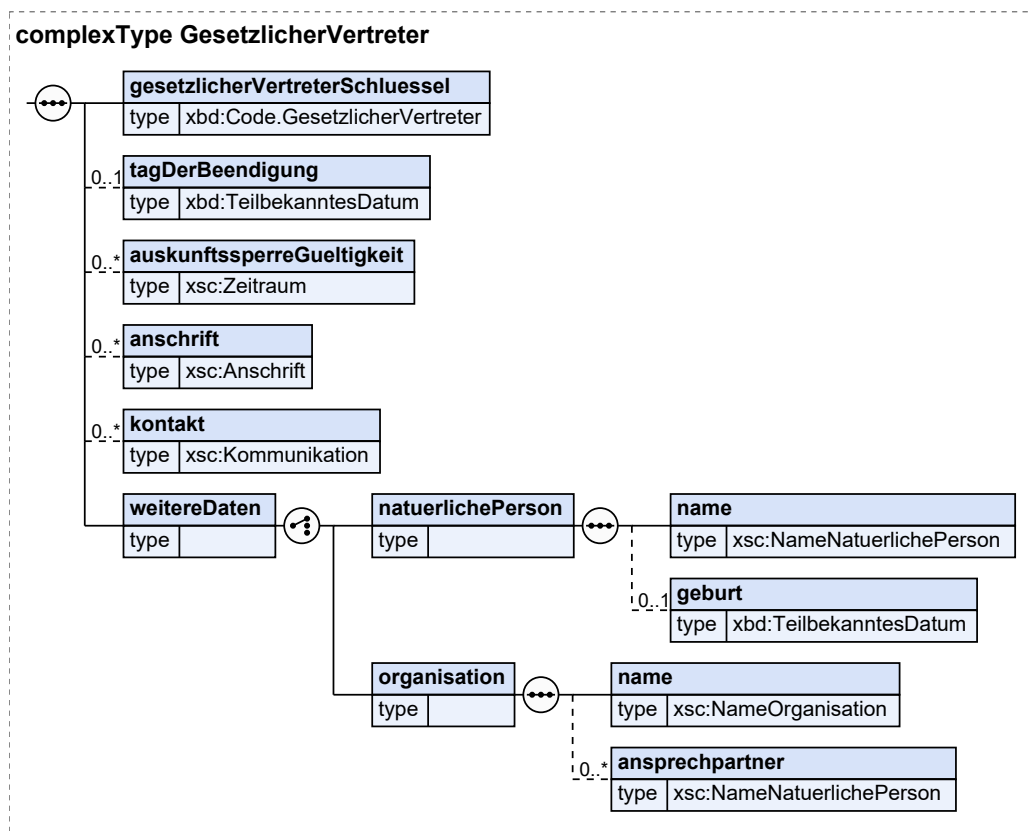 complexType GesetzlicherVertreter
gesetzlicherVertreterSchluessel
type xbd:Code.GesetzlicherVertreter
0..1 tagDerBeendigung
type xbd:TeilbekanntesDatum
0..* auskunftssperreGueltigkeit
type xsc:Zeitraum
0..* anschrift
type xsc:Anschrift
0..* kontakt
type xsc:Kommunikation
weitereDaten natuerlichePerson name
type type type xsc:NameNatuerlichePerson
0..1 geburt
type xbd:TeilbekanntesDatum
organisation name
type type xsc:NameOrganisation
0..* ansprechpartner
type xsc:NameNatuerlichePerson